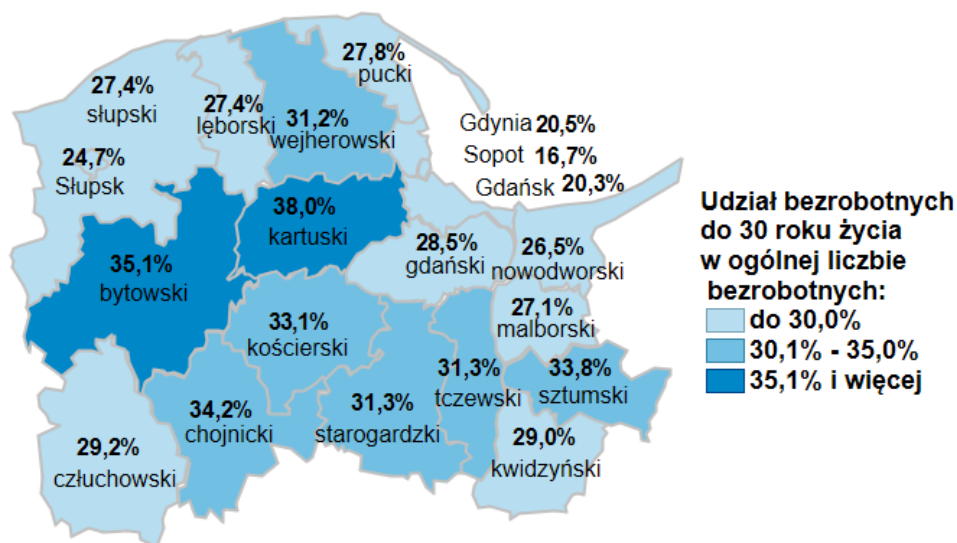 27,8%
pucki
27,4%
słupski
27,4%
lęborski
31,2%
wejherowski
Gdynia 20,5%
Sopot 16,7%
Gdańsk 20,3%
24,7%
Słupsk
38,0%
kartuski
28,5%
gdański
26,5%
nowodworski
35,1%
bytowski
27,1%
malborski
33,1%
kościerski
31,3%
tczewski
33,8%
sztumski
34,2%
chojnicki
31,3%
starogardzki
29,2%
człuchowski
29,0%
kwidzyński
Udział bezrobotnych
do 30 roku życia
w ogólnej liczbie
bezrobotnych:
do 30,0%
30,1% - 35,0%
35,1% i więcej